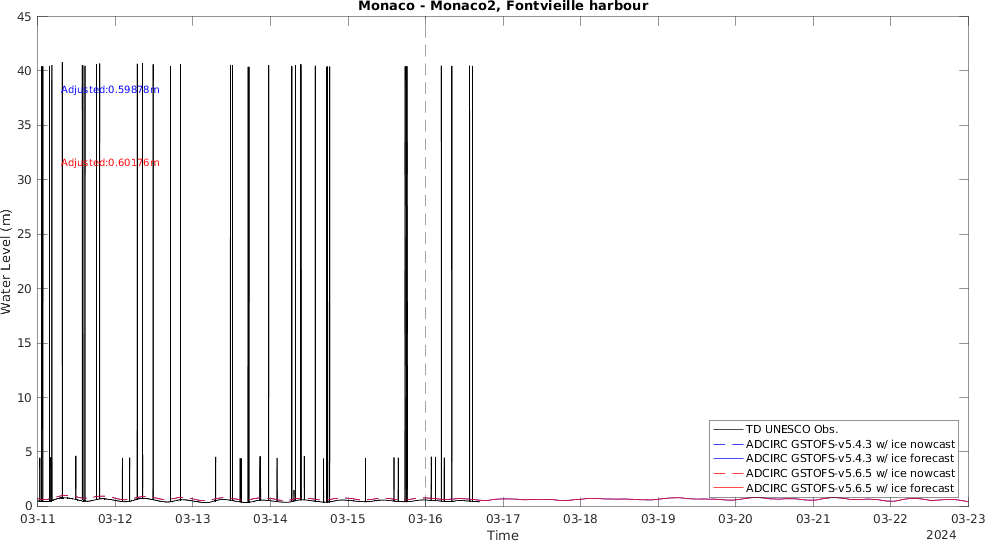 Monaco - Monaco2, Fontvieille harbour
45
40
35
30
25
20
15
10
5
0
Water Level (m)
Adjusted:0.59878m
Adjusted:0.60176m
TD UNESCO Obs.
ADCIRC GSTOFS-v5.4.3 w/ ice nowcast
ADCIRC GSTOFS-v5.4.3 w/ ice forecast
ADCIRC GSTOFS-v5.6.5 w/ ice nowcast
ADCIRC GSTOFS-v5.6.5 w/ ice forecast
03-11 03-12 03-13 03-14 03-15 03-16 03-17 03-18 03-19 03-20 03-21 03-22 03-23
Time
2024